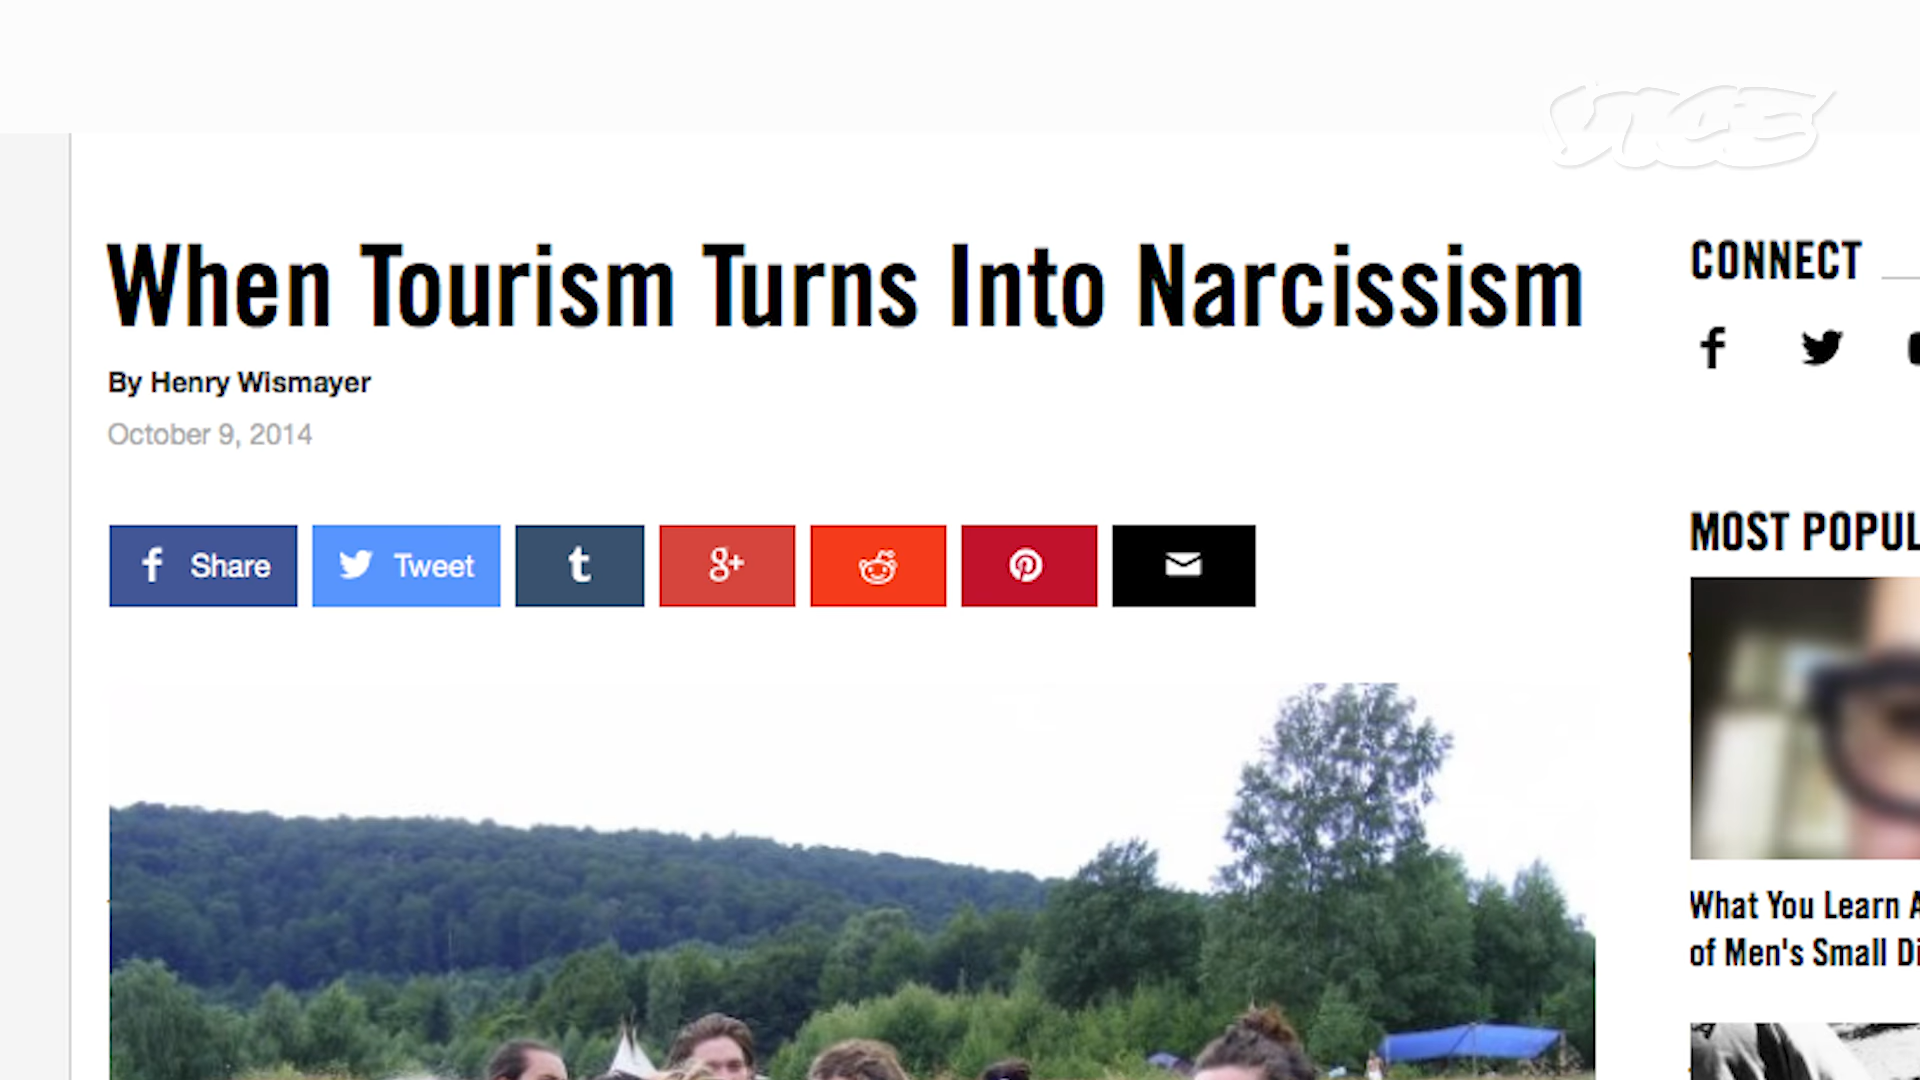 VICE
When Tourism Turns Into Narcissism
By Henry Wismayer
October 9, 2014
Share
Tweet
CONNECT
MOST POPUL
What You Learn A
of Men's Small Di